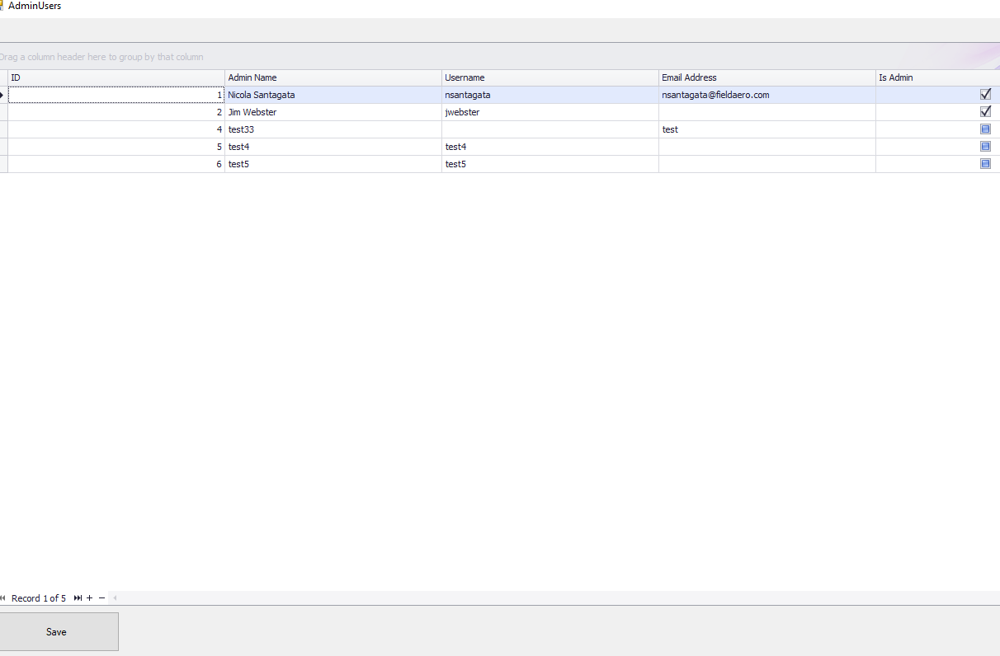 AdminUsers
Drag a column header here to group by that column
ID Admin Name Username Email Address Is Admin
1 Nicola Santagata nsantagata nsantagata@fieldaero.com
2 Jim Webster jwebster
4 test33 test
5 test4 test4
6 test5 test5
Record 1 of 5
Save